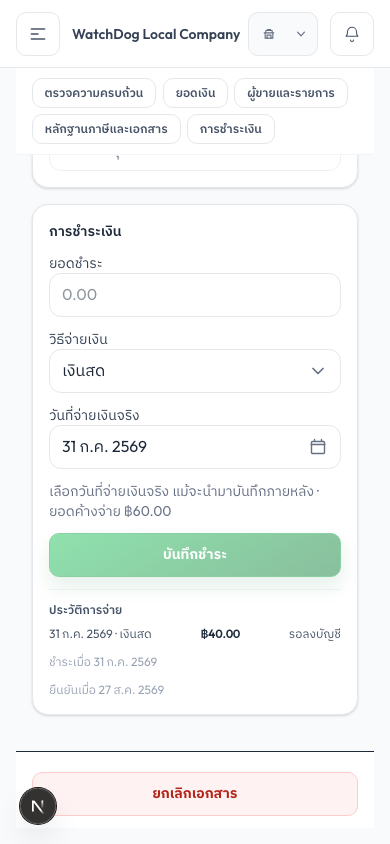 WatchDog Local Company
ตรวจความครบถ้วน
ยอดเงิน
ผู้ขายและรายการ
หลักฐานภาษีและเอกสาร
การชำระเงิน
การชำระเงิน
ยอดชำระ
0.00
วิธีจ่ายเงิน
เงินสด
วันที่จ่ายเงินจริง
31 ก.ค. 2569
เลือกวันที่จ่ายเงินจริง แม้จะนำมาบันทึกภายหลัง ·
ยอดค้างจ่าย ฿60.00
บันทึกชำระ
ประวัติการจ่าย
31 ก.ค. 2569 · เงินสด ฿40.00 รอลงบัญชี
ชำระเมื่อ 31 ก.ค. 2569
ยืนยันเมื่อ 27 ส.ค. 2569
ยกเลิกเอกสาร
N